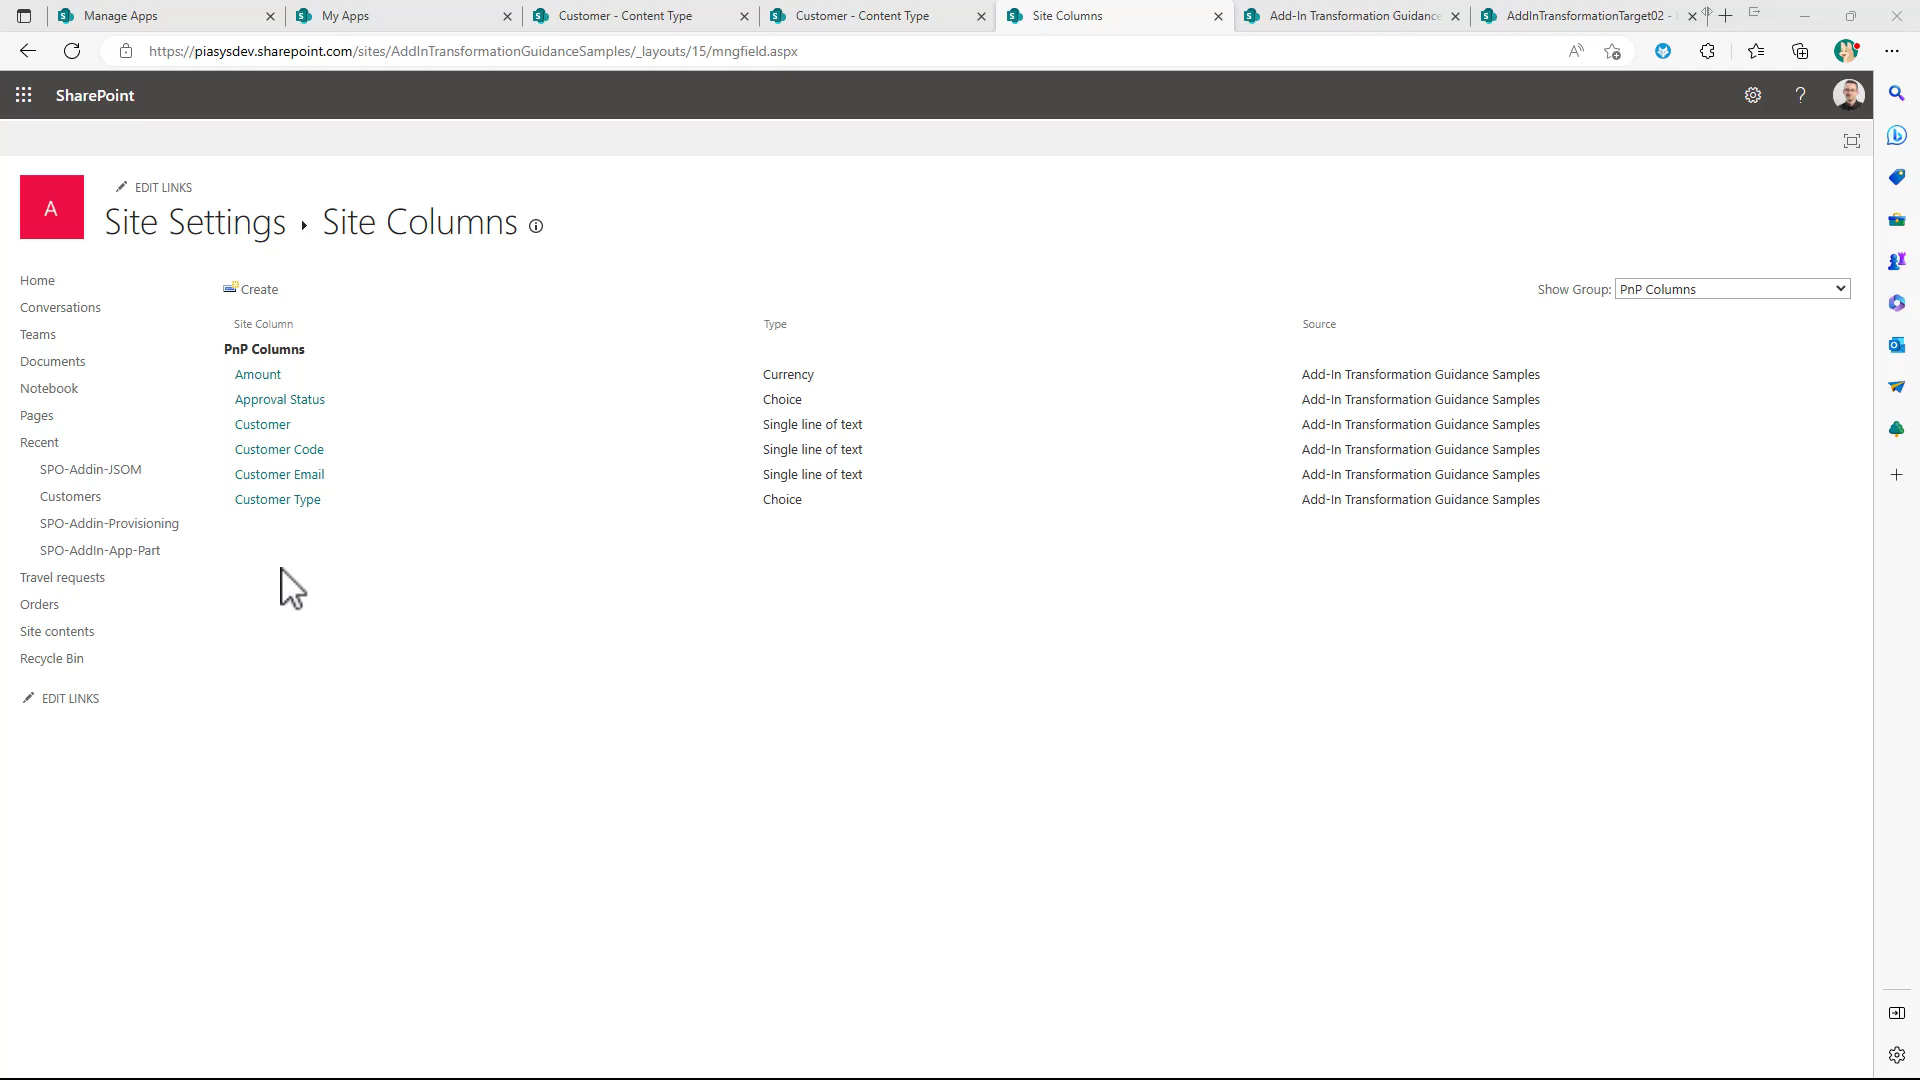 Manage Apps
My Apps
Customer - Content Type
Customer - Content Type
Site Columns
Add-In Transformation Guidance
AddInTransformationTarget02 -
https://piasysdev.sharepoint.com/sites/AddInTransformationGuidanceSamples/_layouts/15/mngfield.aspx
SharePoint
A
EDIT LINKS
Site Settings ▸ Site Columns
Home
Conversations
Teams
Documents
Notebook
Pages
Recent
SPO-Addin-JSOM
Customers
SPO-Addin-Provisioning
SPO-AddIn-App-Part
Travel requests
Orders
Site contents
Recycle Bin
EDIT LINKS
Create
Show Group: PnP Columns
Site Column Type Source
PnP Columns
Amount Currency Add-In Transformation Guidance Samples
Approval Status Choice Add-In Transformation Guidance Samples
Customer Single line of text Add-In Transformation Guidance Samples
Customer Code Single line of text Add-In Transformation Guidance Samples
Customer Email Single line of text Add-In Transformation Guidance Samples
Customer Type Choice Add-In Transformation Guidance Samples